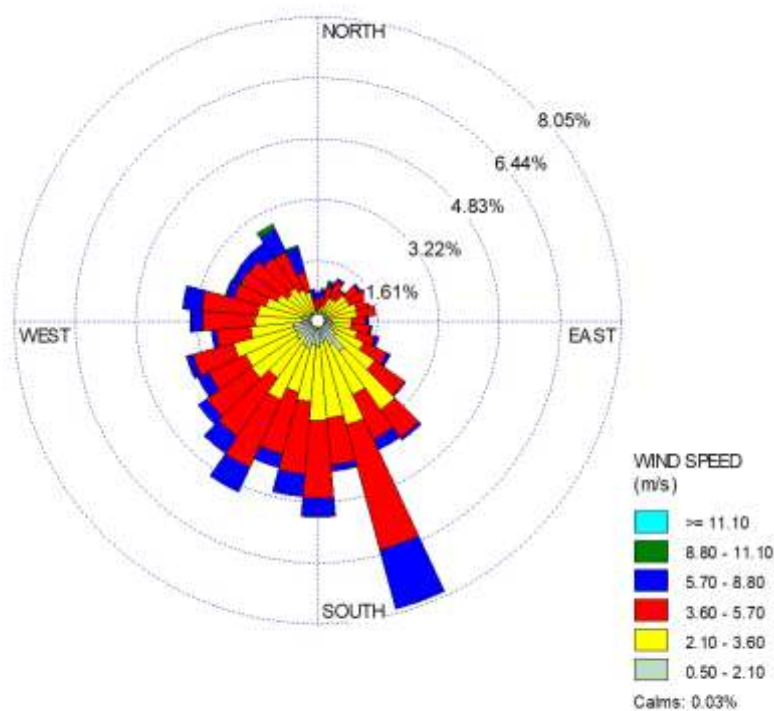 NORTH
8.05%
6.44%
4.83%
3.22%
1.61%
WEST
EAST
SOUTH
WIND SPEED
(m/s)
>= 11.10
8.80 - 11.10
5.70 - 8.80
3.60 - 5.70
2.10 - 3.60
0.50 - 2.10
Calms: 0.03%